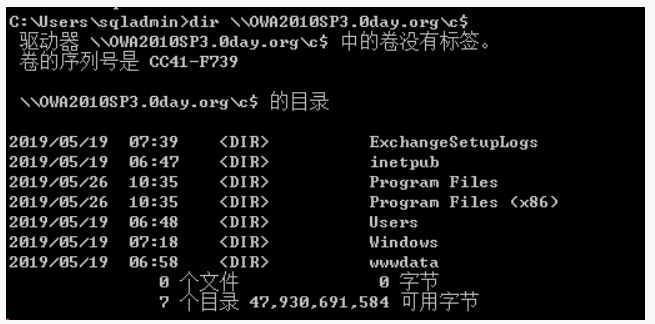 C:\Users\sqladmin>dir \\OWA2010SP3.0day.org\c$
驱动器 \\OWA2010SP3.0day.org\c$ 中的卷没有标签。
卷的序列号是 CC41-F739
\\OWA2010SP3.0day.org\c$ 的目录
2019/05/19 07:39 <DIR> ExchangeSetupLogs
2019/05/19 06:47 <DIR> inetpub
2019/05/26 10:35 <DIR> Program Files
2019/05/26 10:35 <DIR> Program Files (x86)
2019/05/19 06:48 <DIR> Users
2019/05/19 07:18 <DIR> Windows
2019/05/19 06:58 <DIR> wwwdata
0 个文件 0 字节
7 个目录 47,930,691,584 可用字节